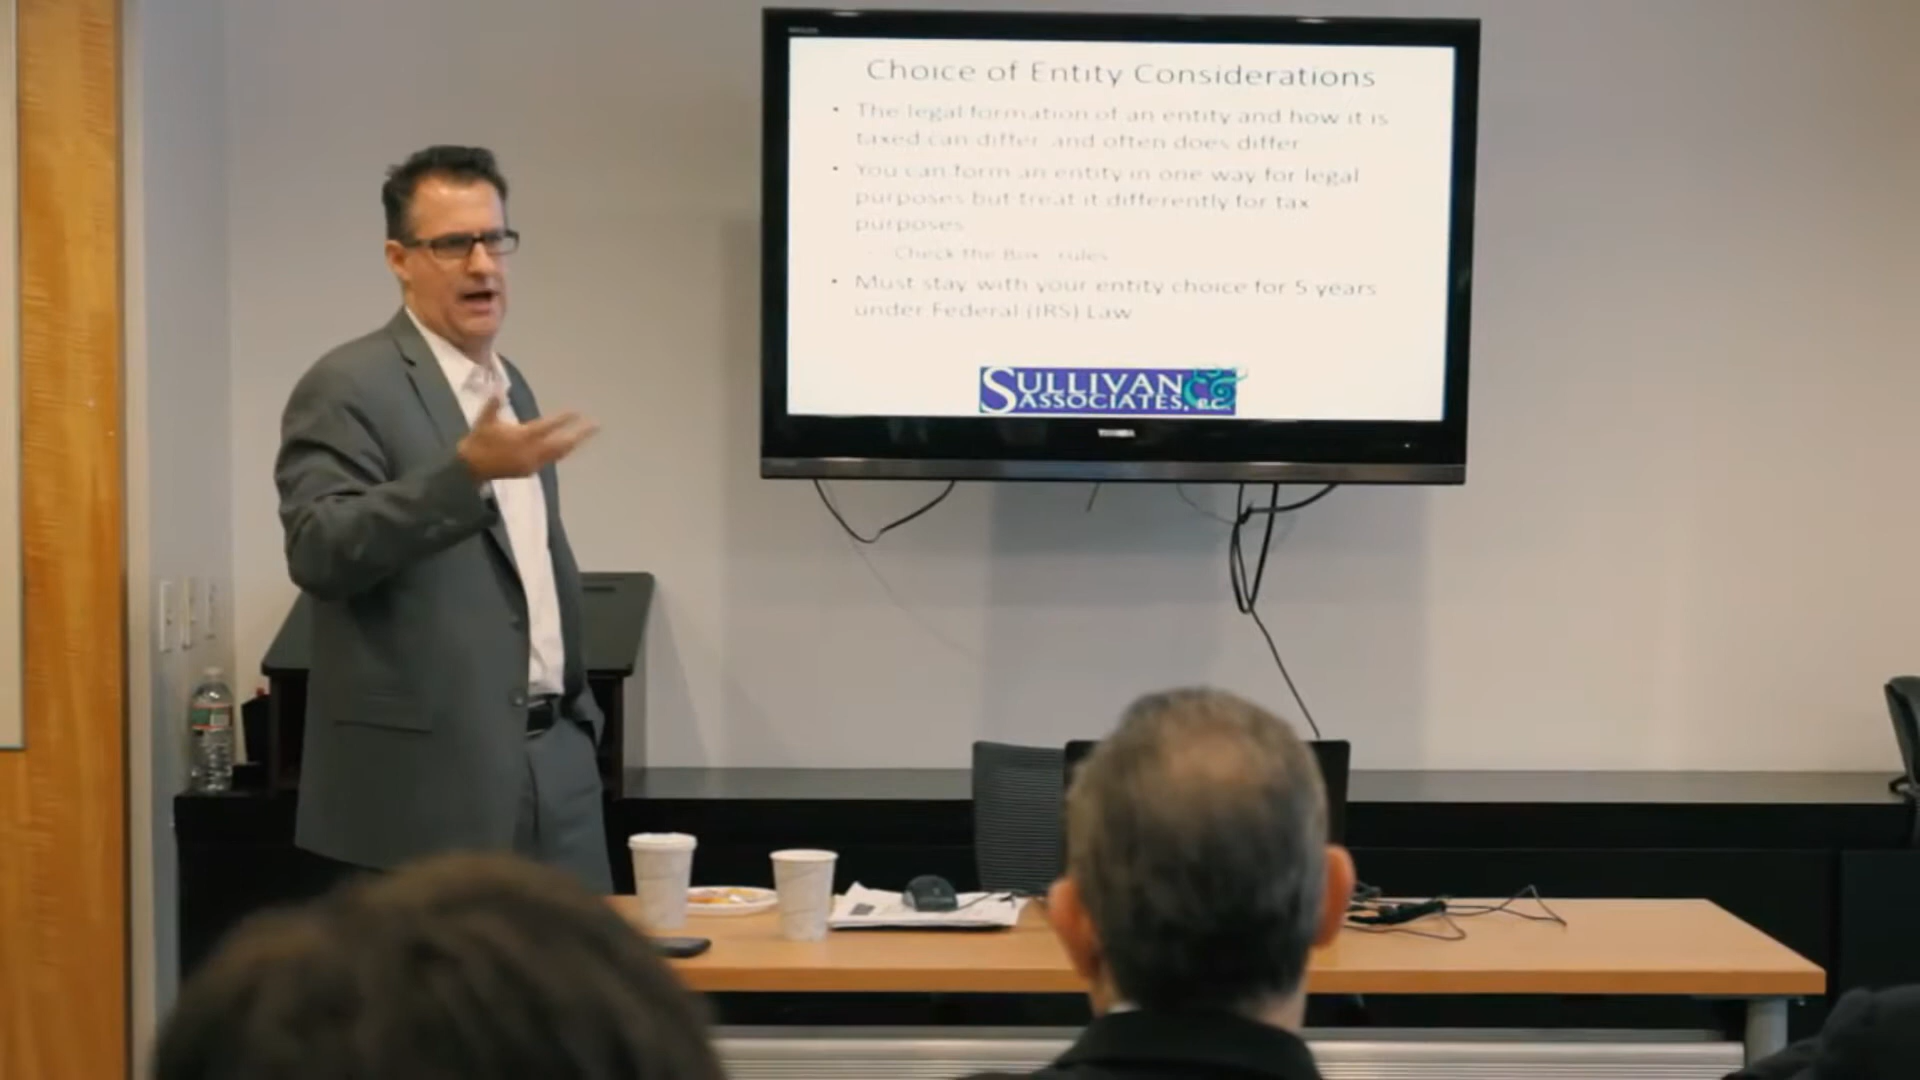 Choice of Entity Considerations
• The legal formation of an entity and how it is
taxed can differ and often does differ
• You can form an entity in one way for legal
purposes but treat it differently for tax
purposes
Check the Box rules
• Must stay with your entity choice for 5 years
under Federal (IRS) Law
SULLIVAN &
ASSOCIATES, P.C.